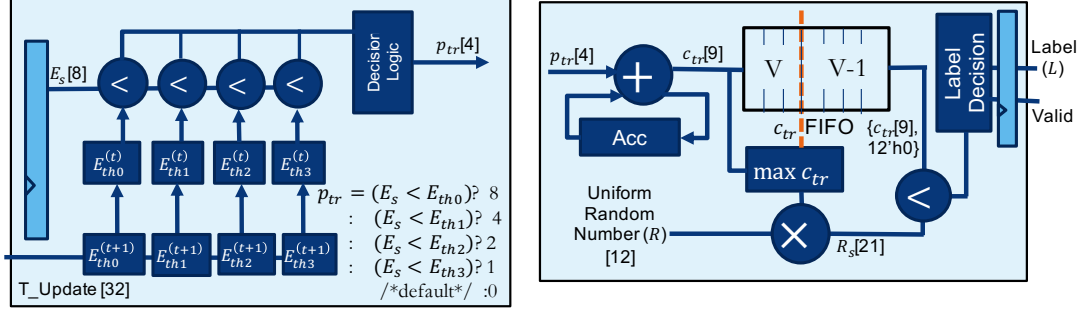 E_s[8]
<
<
<
<
Decision
Logic
p_tr[4]
E_th0^(t)
E_th1^(t)
E_th2^(t)
E_th3^(t)
p_tr = (E_s < E_th0)? 8
: (E_s < E_th1)? 4
: (E_s < E_th2)? 2
: (E_s < E_th3)? 1
/*default*/ :0
E_th0^(t+1)
E_th1^(t+1)
E_th2^(t+1)
E_th3^(t+1)
T_Update [32]
p_tr[4]
+
Acc
c_tr[9]
V
V-1
c_tr
FIFO
{c_tr[9],
12'h0}
max c_tr
Uniform
Random
Number (R)
[12]
×
R_s[21]
<
Label
Decision
Label
(L)
Valid